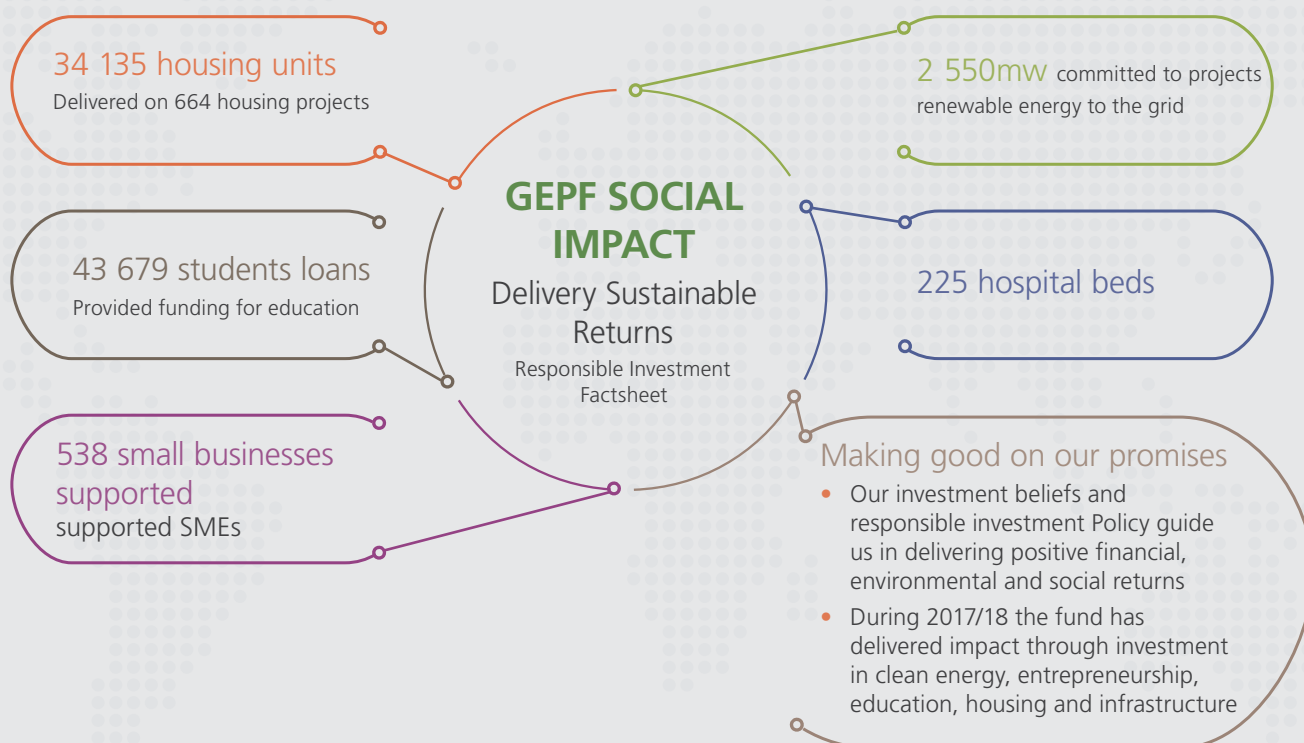 34 135 housing units
Delivered on 664 housing projects
43 679 students loans
Provided funding for education
538 small businesses
supported
supported SMEs
GEPF SOCIAL
IMPACT
Delivery Sustainable
Returns
Responsible Investment
Factsheet
2 550mw committed to projects
renewable energy to the grid
225 hospital beds
Making good on our promises
• Our investment beliefs and
responsible investment Policy guide
us in delivering positive financial,
environmental and social returns
• During 2017/18 the fund has
delivered impact through investment
in clean energy, entrepreneurship,
education, housing and infrastructure